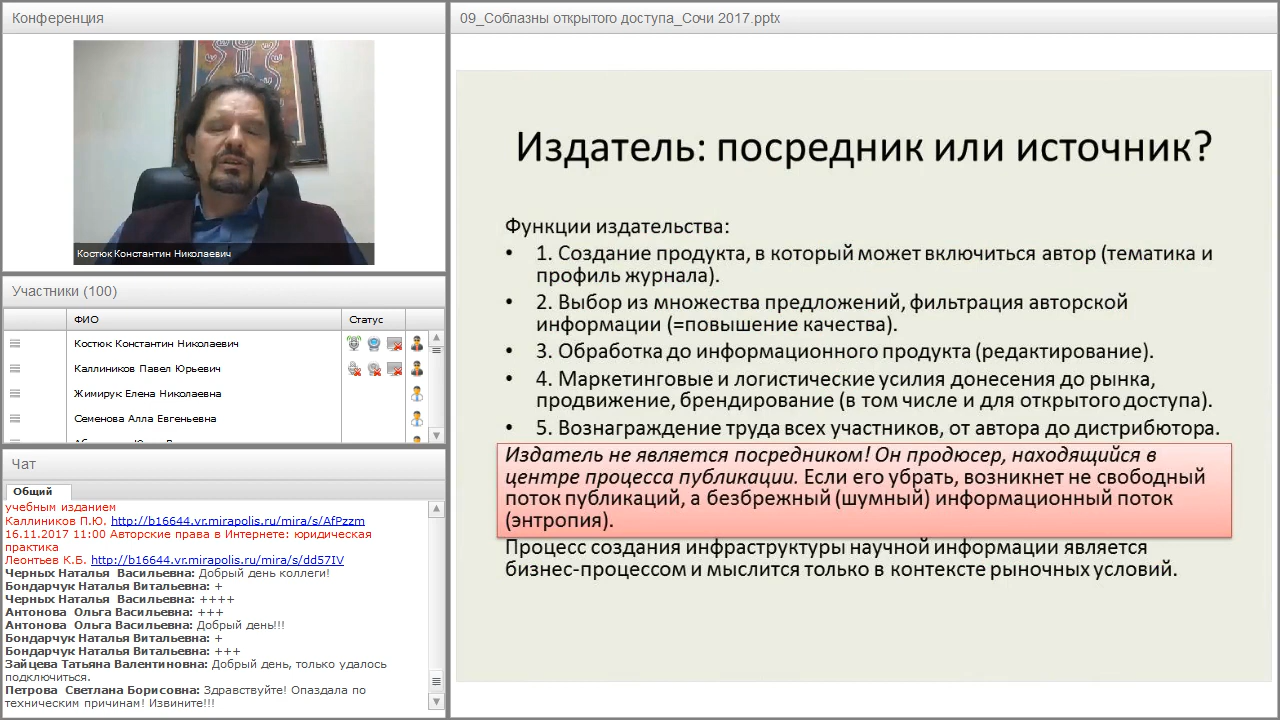 Конференция
Костюк Константин Николаевич
Участники (100)
ФИО
Статус
Костюк Константин Николаевич
Каллиников Павел Юрьевич
Жимирук Елена Николаевна
Семенова Алла Евгеньевна
Чат
Общий
учебным изданием
Каллиников П.Ю. http://b16644.vr.mirapolis.ru/mira/s/AfPzzm
16.11.2017 11:00 Авторские права в Интернете: юридическая
практика
Леонтьев К.Б. http://b16644.vr.mirapolis.ru/mira/s/dd57IV
Черных Наталья Васильевна: Добрый день коллеги!
Бондарчук Наталья Витальевна: +
Черных Наталья Васильевна: ++++
Антонова Ольга Васильевна: +++
Антонова Ольга Васильевна: Добрый день!!!
Бондарчук Наталья Витальевна: +
Бондарчук Наталья Витальевна: +++
Зайцева Татьяна Валентиновна: Добрый день, только удалось
подключиться.
Петрова Светлана Борисовна: Здравствуйте! Опаздала по
техническим причинам! Извините!!!
09_Соблазны открытого доступа_Сочи 2017.pptx
Издатель: посредник или источник?
Функции издательства:
• 1. Создание продукта, в который может включиться автор (тематика и
профиль журнала).
• 2. Выбор из множества предложений, фильтрация авторской
информации (=повышение качества).
• 3. Обработка до информационного продукта (редактирование).
• 4. Маркетинговые и логистические усилия донесения до рынка,
продвижение, брендирование (в том числе и для открытого доступа).
• 5. Вознаграждение труда всех участников, от автора до дистрибютора.
Издатель не является посредником! Он продюсер, находящийся в
центре процесса публикации. Если его убрать, возникнет не свободный
поток публикаций, а безбрежный (шумный) информационный поток
(энтропия).
Процесс создания инфраструктуры научной информации является
бизнес-процессом и мыслится только в контексте рыночных условий.